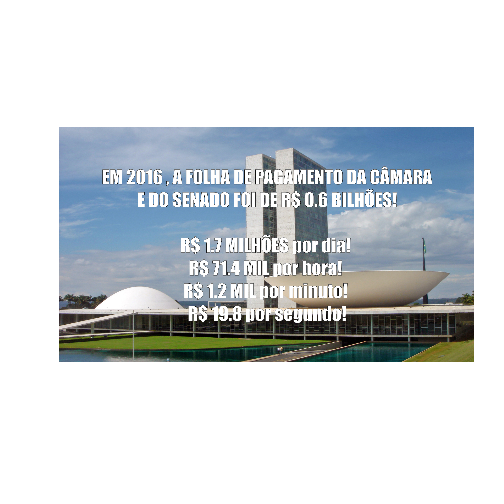 EM 2016 , A FOLHA DE PAGAMENTO DA CÂMARA
E DO SENADO FOI DE R$ 0.6 BILHÕES!
R$ 1.7 MILHÕES por dia!
R$ 71.4 MIL por hora!
R$ 1.2 MIL por minuto!
R$ 19.8 por segundo!